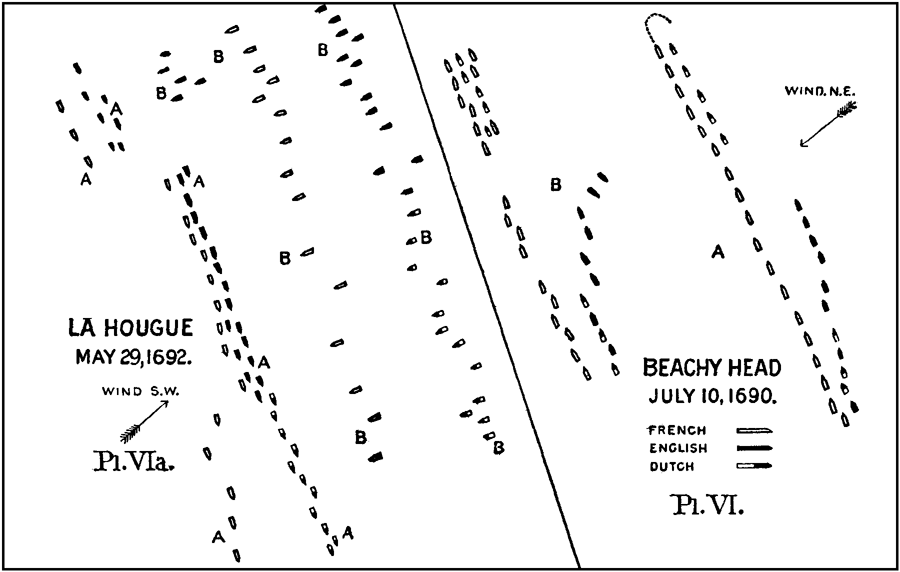 B
B
B
A
A
A
B
B
A
B
LA HOUGUE
MAY 29, 1692.
WIND S.W.
Pl. VIa.
A
B
B
A
A
WIND. N.E.
B
A
BEACHY HEAD
JULY 10, 1690.
FRENCH
ENGLISH
DUTCH
Pl. VI.